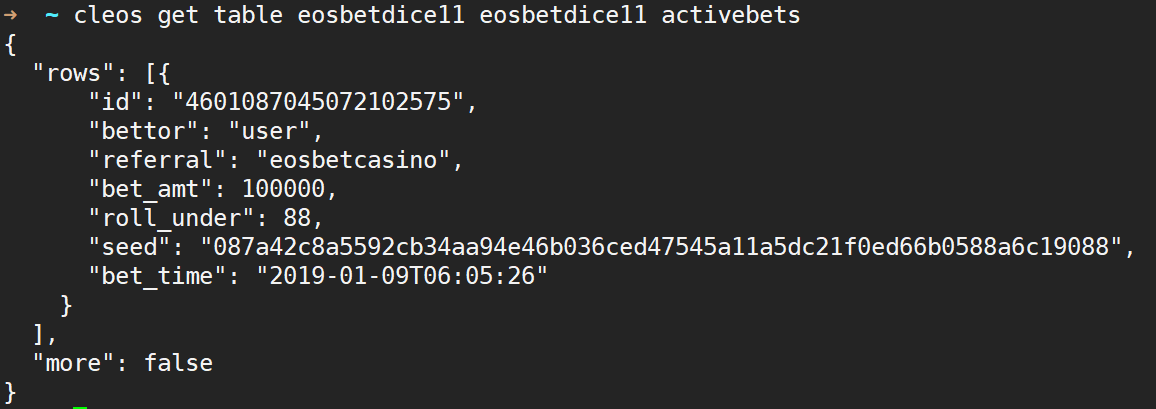 ➜  ~ cleos get table eosbetdice11 eosbetdice11 activebets
{
  "rows": [{
      "id": "4601087045072102575",
      "bettor": "user",
      "referral": "eosbetcasino",
      "bet_amt": 100000,
      "roll_under": 88,
      "seed": "087a42c8a5592cb34aa94e46b036ced47545a11a5dc21f0ed66b0588a6c19088",
      "bet_time": "2019-01-09T06:05:26"
    }
  ],
  "more": false
}